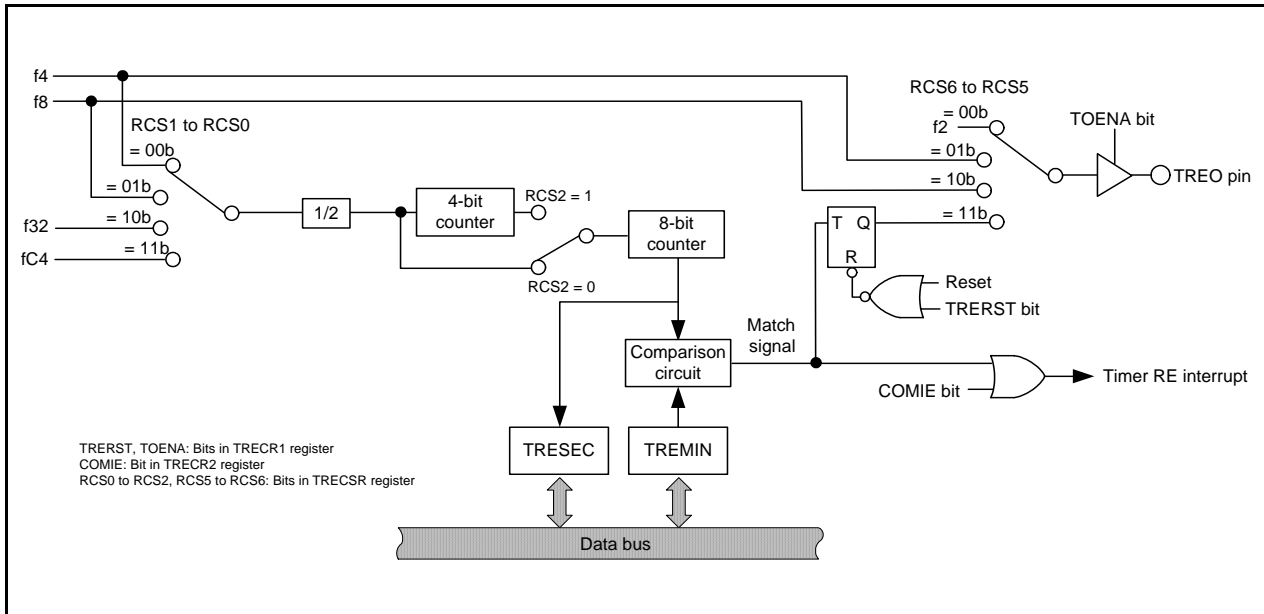 f4
f8
RCS1 to RCS0
= 00b
= 01b
= 10b
= 11b
f32
fC4
1/2
4-bit
counter
RCS2 = 1
RCS2 = 0
8-bit
counter
Comparison
circuit
Match
signal
TRESEC
TREMIN
Data bus
RCS6 to RCS5
= 00b
f2
= 01b
= 10b
= 11b
TOENA bit
TREO pin
T Q
R
Reset
TRERST bit
COMIE bit
Timer RE interrupt
TRERST, TOENA: Bits in TRECR1 register
COMIE: Bit in TRECR2 register
RCS0 to RCS2, RCS5 to RCS6: Bits in TRECSR register